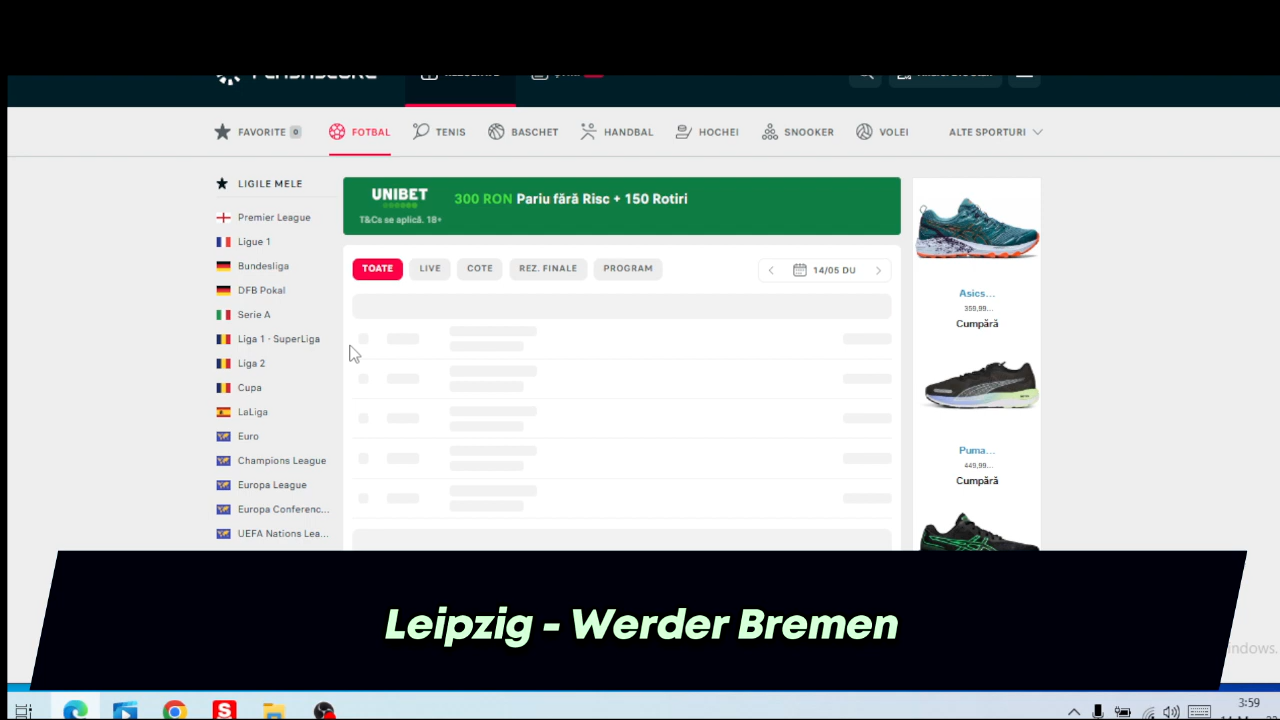 FAVORITE 0
FOTBAL
TENIS
BASCHET
HANDBAL
HOCHEI
SNOOKER
VOLEI
ALTE SPORTURI
LIGILE MELE
Premier League
Ligue 1
Bundesliga
DFB Pokal
Serie A
Liga 1 - SuperLiga
Liga 2
Cupa
LaLiga
Euro
Champions League
Europa League
Europa Conferenc...
UEFA Nations Lea...
UNIBET
T&Cs se aplică. 18+
300 RON Pariu fără Risc + 150 Rotiri
TOATE
LIVE
COTE
REZ. FINALE
PROGRAM
14/05 DU
Asics...
399,99...
Cumpără
Puma...
449,99...
Cumpără
Leipzig - Werder Bremen
3:59